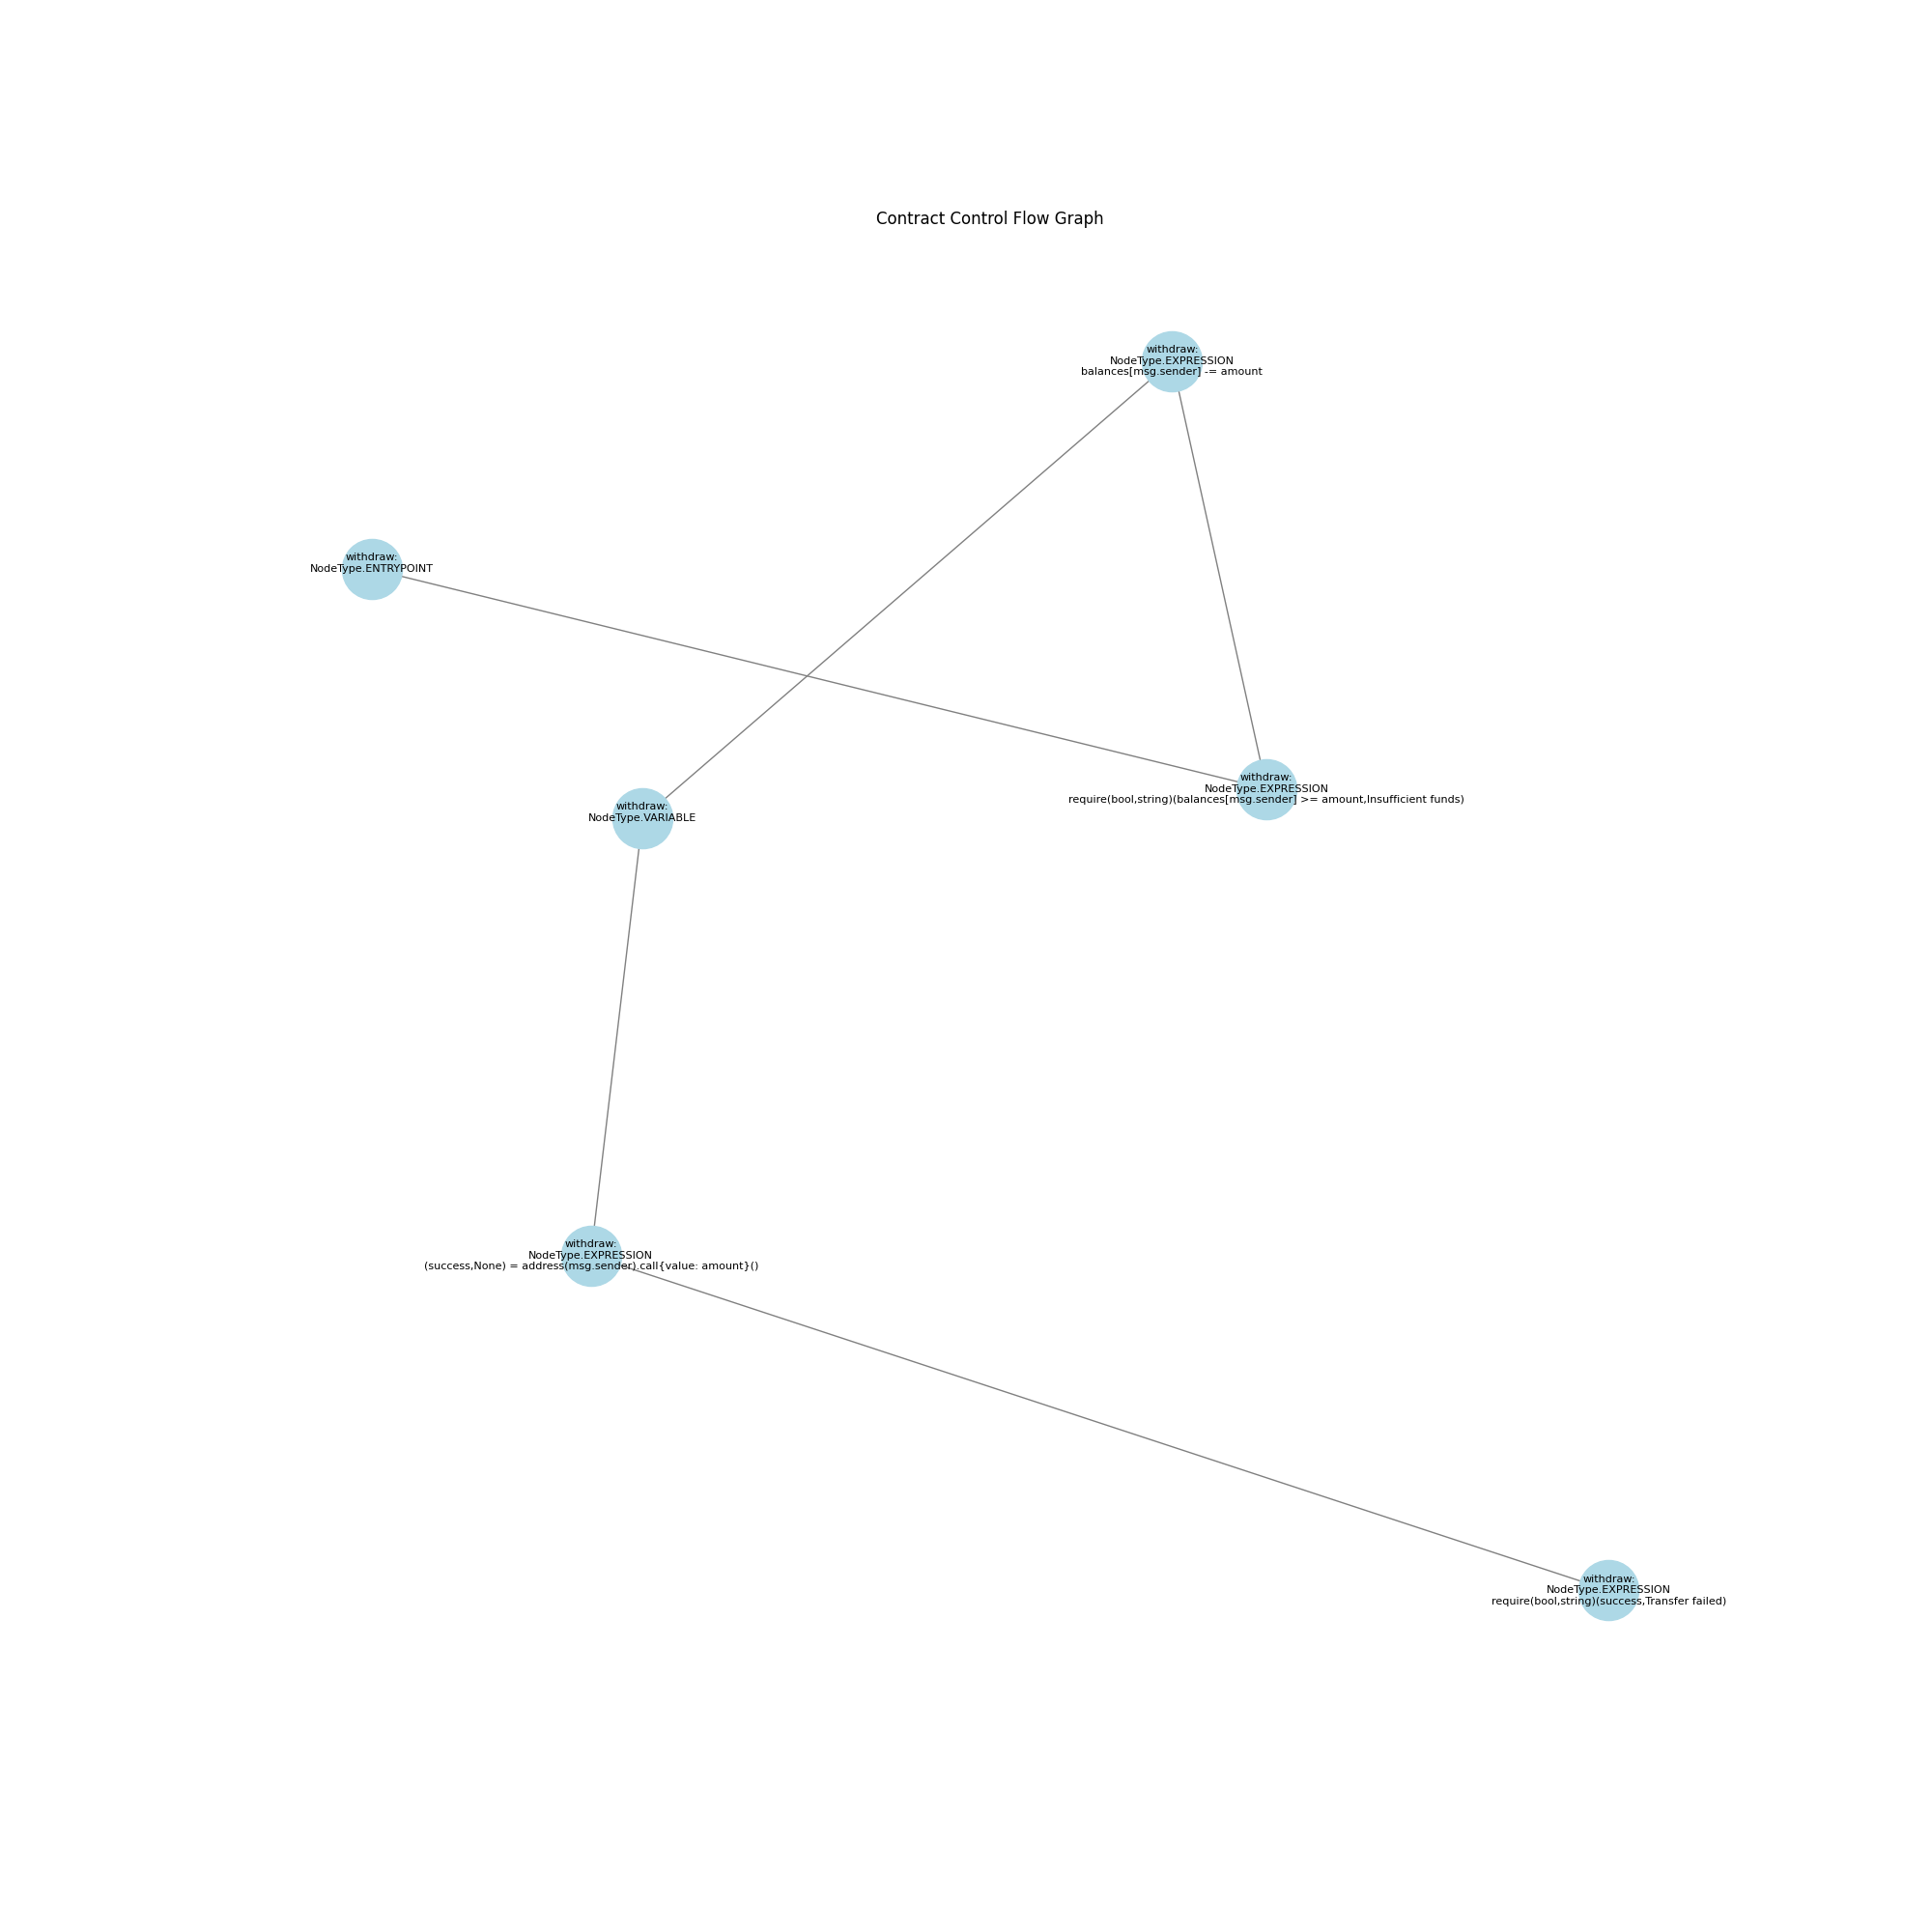 Contract Control Flow Graph
withdraw:
NodeType.EXPRESSION
balances[msg.sender] -= amount
withdraw:
NodeType.ENTRYPOINT
withdraw:
NodeType.EXPRESSION
require(bool,string)(balances[msg.sender] >= amount,Insufficient funds)
withdraw:
NodeType.VARIABLE
withdraw:
NodeType.EXPRESSION
(success,None) = address(msg.sender).call{value: amount}()
withdraw:
NodeType.EXPRESSION
require(bool,string)(success,Transfer failed)